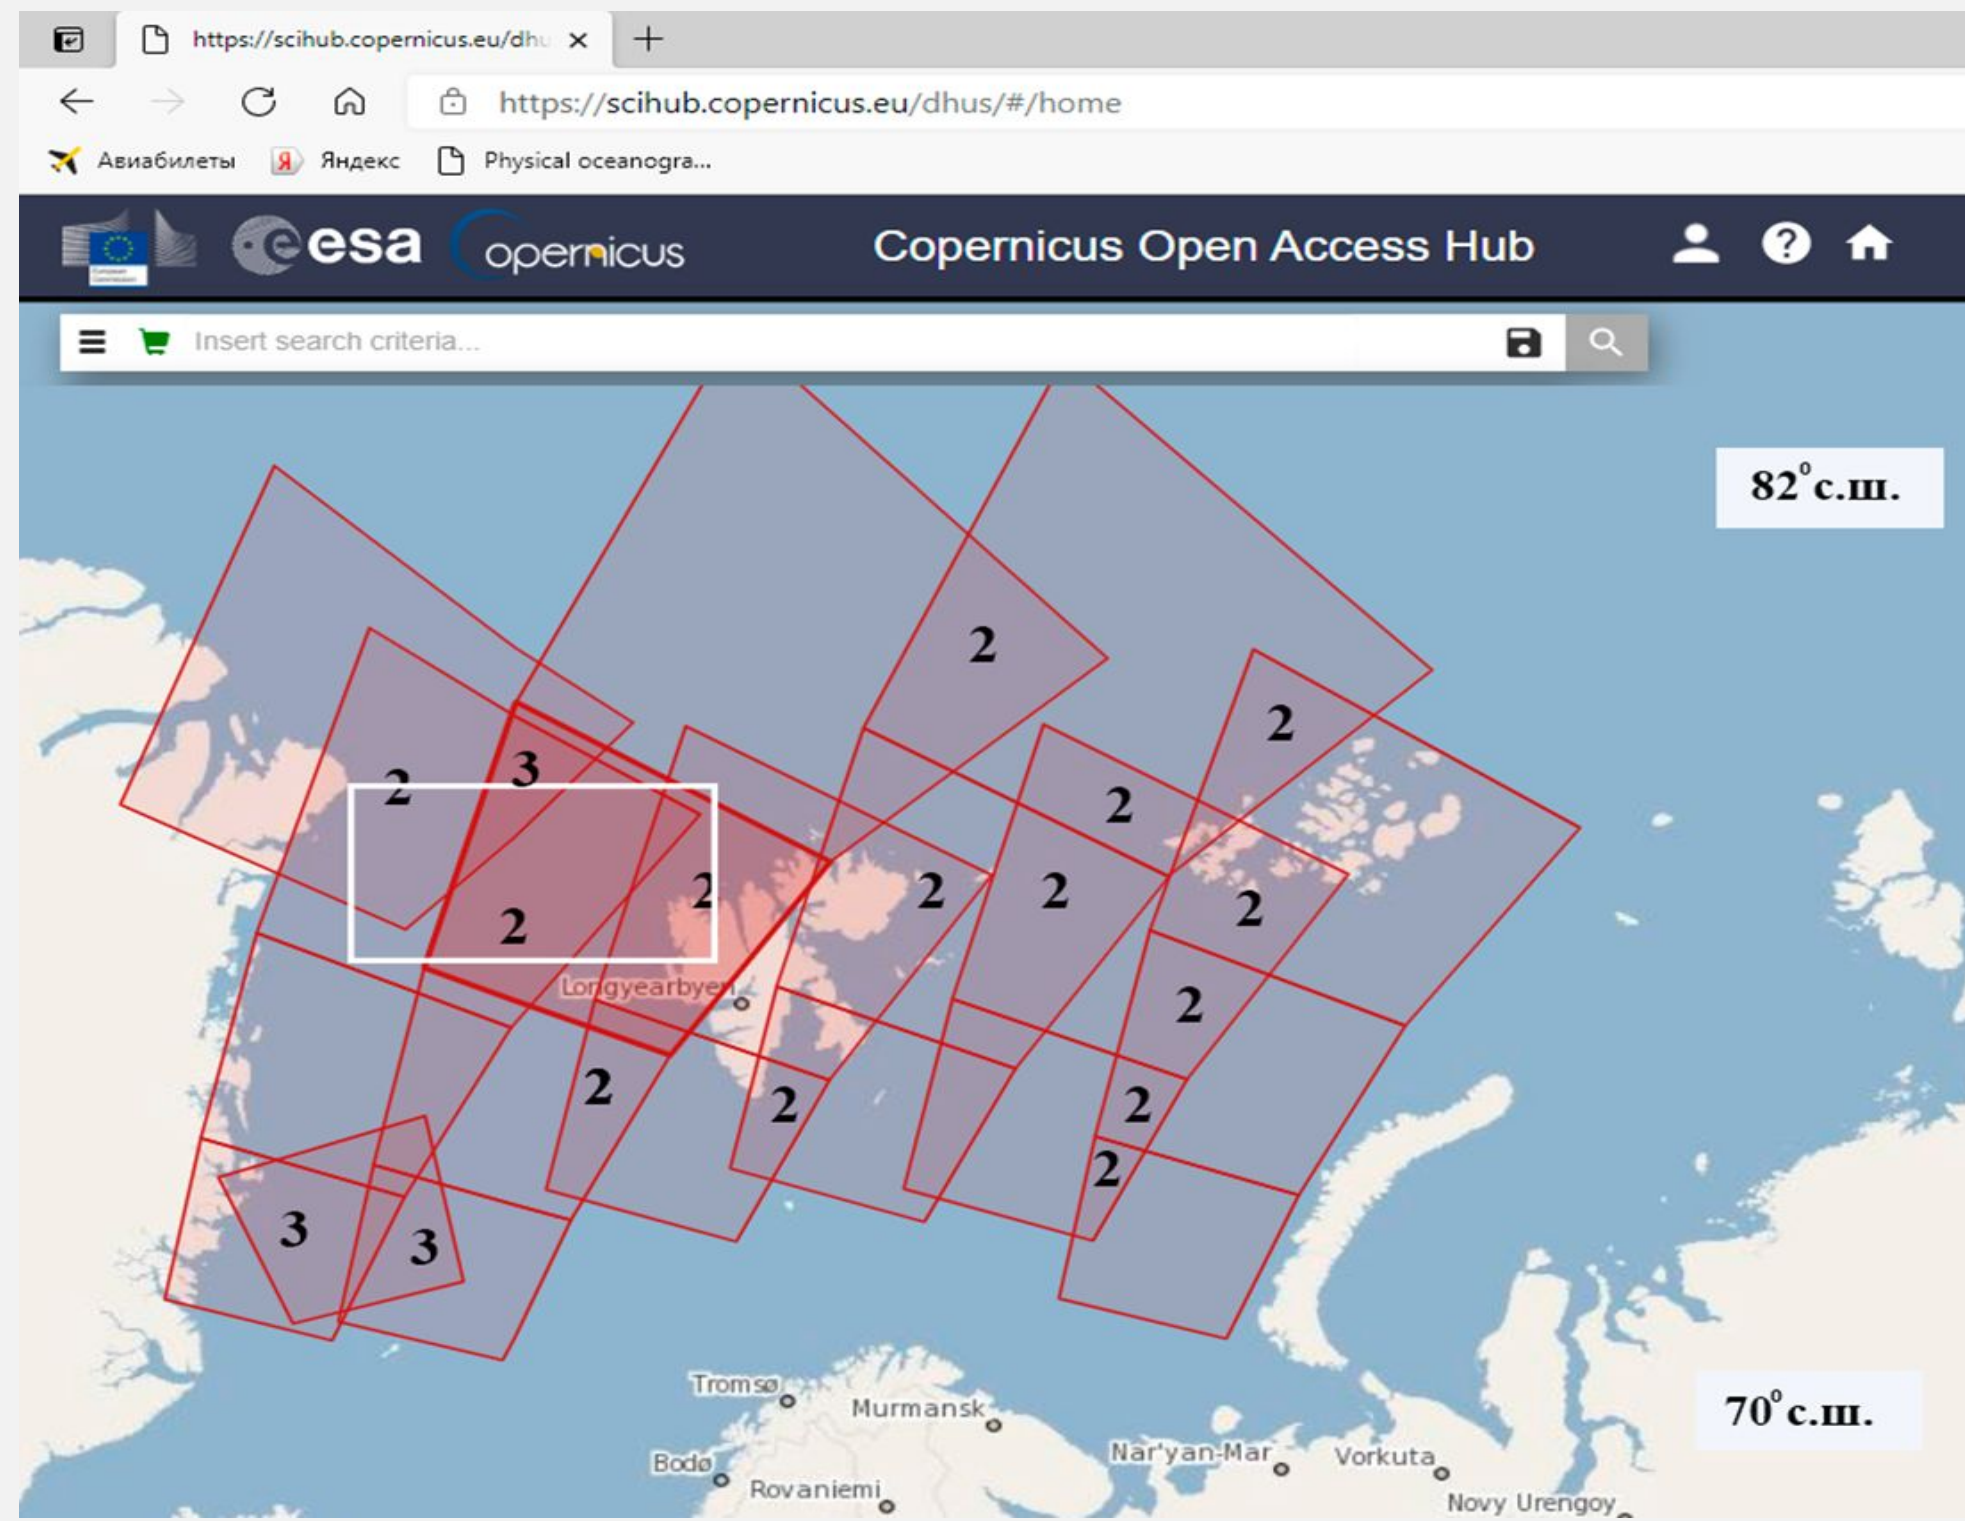 https://scihub.copernicus.eu/dhu
https://scihub.copernicus.eu/dhus/#/home
Авиабилеты Я Яндекс Physical oceanogra...
esa opernicus Copernicus Open Access Hub
Insert search criteria...
82°с.ш.
2
2
3
2
2
2
2
2
2
2
2
Longyearbyen
2
2
2
2
2
3
3
Tromsø
70°с.ш.
Murmansk
Nar'yan-Mar
Vorkuta
Bodø
Rovaniemi
Novy Urengoy